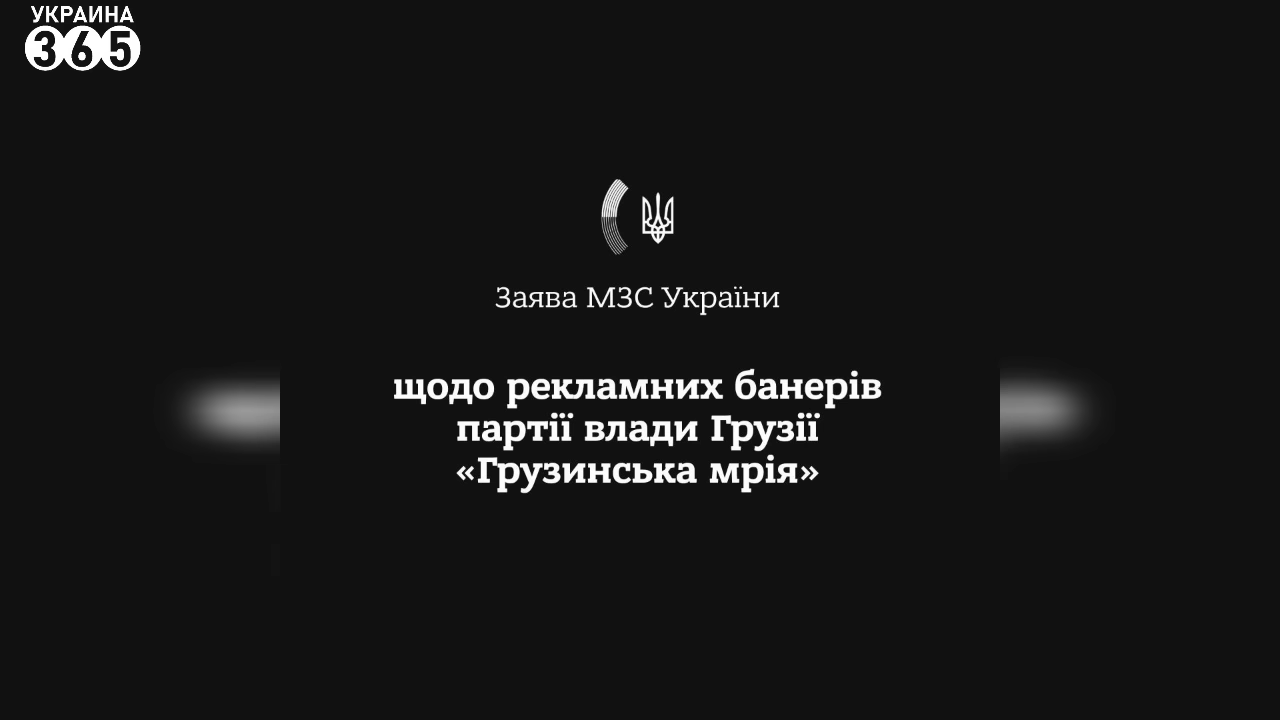 УКРАИНА
365
Заява МЗС України
щодо рекламних банерів
партії влади Грузії
«Грузинська мрія»